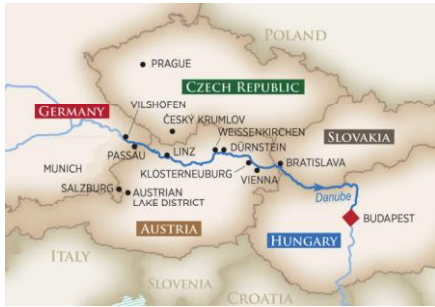 POLAND
PRAGUE
CZECH REPUBLIC
GERMANY
VILSHOFEN
ČESKÝ KRUMLOV
WEISSENKIRCHEN
SLOVAKIA
PASSAU
LINZ
DÜRNSTEIN
MUNICH
KLOSTERNEUBURG
BRATISLAVA
VIENNA
SALZBURG
AUSTRIAN
LAKE DISTRICT
Danube
BUDAPEST
AUSTRIA
HUNGARY
ITALY
SLOVENIA
CROATIA